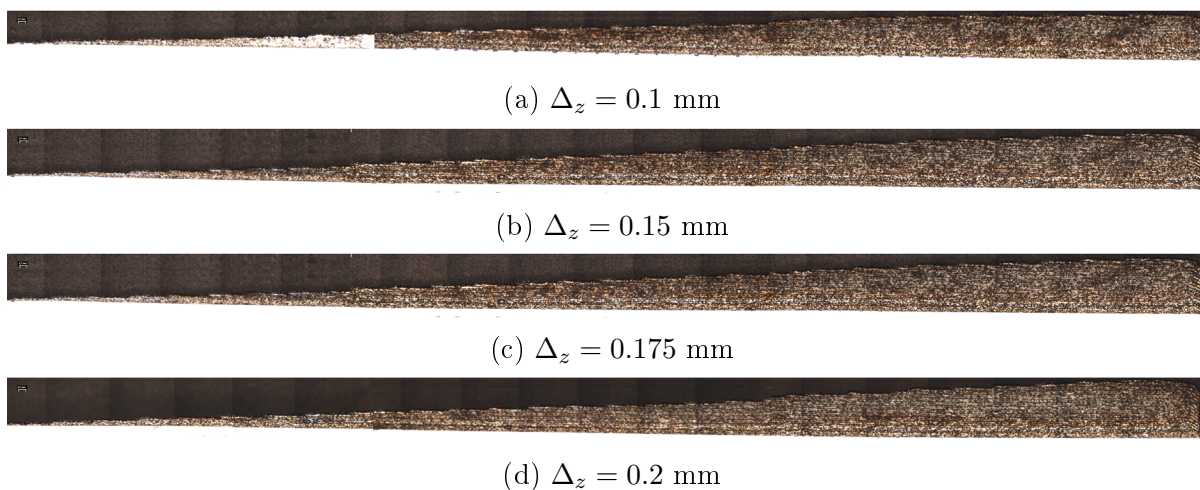 (a) Δz = 0.1 mm
(b) Δz = 0.15 mm
(c) Δz = 0.175 mm
(d) Δz = 0.2 mm